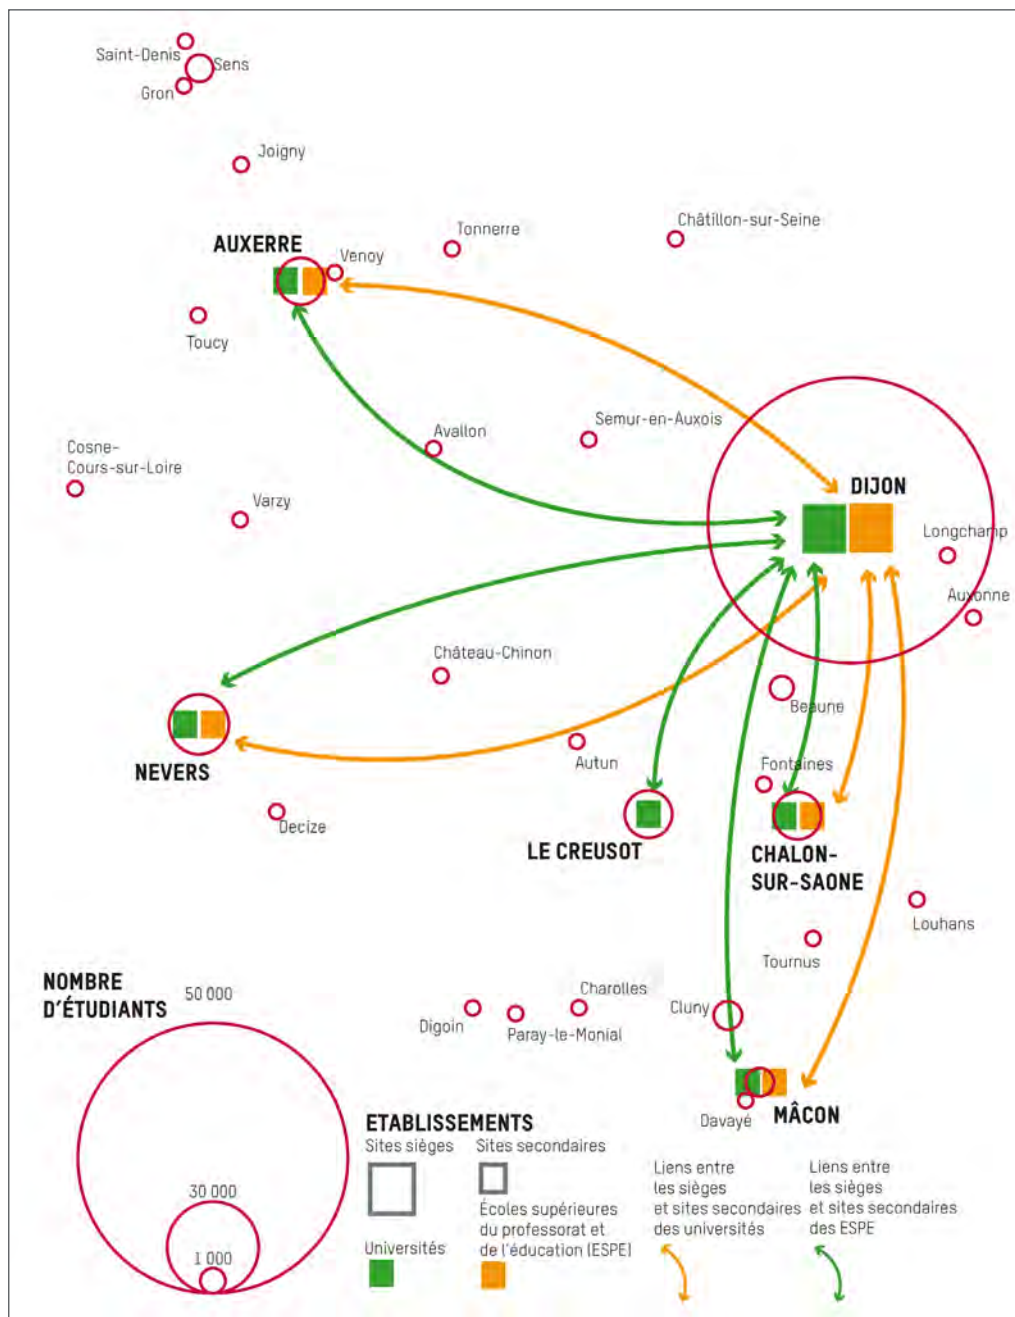 Saint-Denis
Sens
Gron
Joigny
Châtillon-sur-Seine
Tonnerre
AUXERRE
Venoy
Toucy
Avallon
Semur-en-Auxois
Cosne-
Cours-sur-Loire
Varzy
DIJON
Longchamp
Auxonne
Château-Chinon
Beaune
NEVERS
Autun
Fontaines
Decize
LE CREUSOT
CHALON-
SUR-SAONE
Louhans
Tournus
Charolles
Digoin
Paray-le-Monial
Cluny
Davayé
MÂCON
NOMBRE
D'ÉTUDIANTS
50 000
30 000
1 000
ETABLISSEMENTS
Sites sièges
Sites secondaires
Universités
Écoles supérieures
du professorat et
de l'éducation (ESPE)
Liens entre
les sièges
et sites secondaires
des universités
Liens entre
les sièges
et sites secondaires
des ESPE